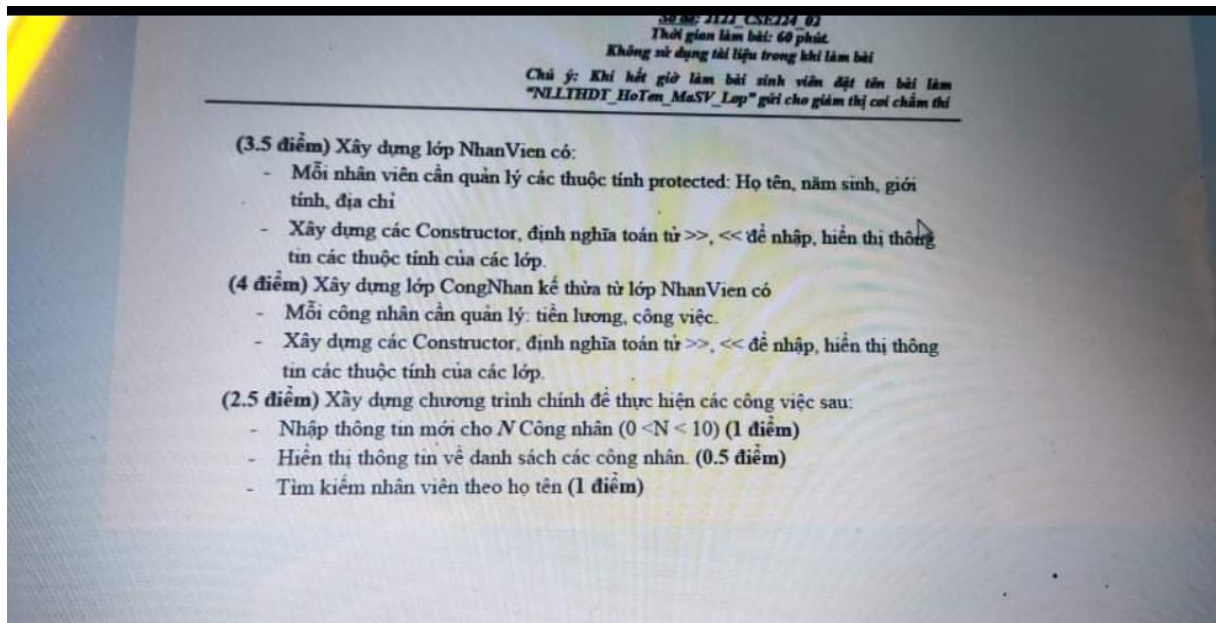 Số đề: 2122_CSE224_02
Thời gian làm bài: 60 phút.
Không sử dụng tài liệu trong khi làm bài
Chú ý: Khi hết giờ làm bài sinh viên đặt tên bài làm
"NLLTHDT_HoTen_MaSV_Lop" gửi cho giám thị coi chấm thi
(3.5 điểm) Xây dựng lớp NhanVien có:
- Mỗi nhân viên cần quản lý các thuộc tính protected: Họ tên, năm sinh, giới
tính, địa chỉ
- Xây dựng các Constructor, định nghĩa toán tử >>, << để nhập, hiển thị thông
tin các thuộc tính của các lớp.
(4 điểm) Xây dựng lớp CongNhan kế thừa từ lớp NhanVien có
- Mỗi công nhân cần quản lý: tiền lương, công việc.
- Xây dựng các Constructor, định nghĩa toán tử >>, << để nhập, hiển thị thông
tin các thuộc tính của các lớp.
(2.5 điểm) Xây dựng chương trình chính để thực hiện các công việc sau:
- Nhập thông tin mới cho N Công nhân (0 <N < 10) (1 điểm)
- Hiển thị thông tin về danh sách các công nhân. (0.5 điểm)
- Tìm kiếm nhân viên theo họ tên (1 điểm)